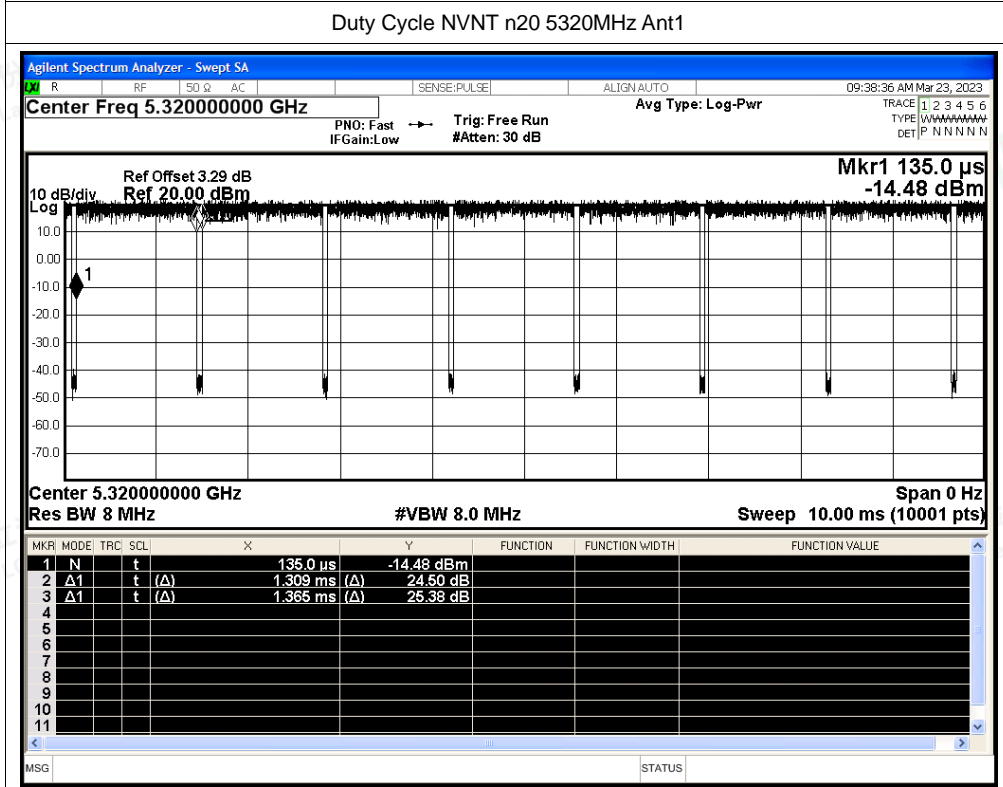 Duty Cycle NVNT n20 5320MHz Ant1
Agilent Spectrum Analyzer - Swept SA
LXI R RF 50 Ω AC SENSE:PULSE ALIGN AUTO 09:38:36 AM Mar 23, 2023
Center Freq 5.320000000 GHz Avg Type: Log-Pwr TRACE 1 2 3 4 5 6
PNO: Fast Trig: Free Run TYPE
IFGain:Low #Atten: 30 dB DET P N N N N N
Mkr1 135.0 µs
Ref Offset 3.29 dB
10 dB/div Ref 20.00 dBm -14.48 dBm
Log
10.0
0.00
1
-10.0
-20.0
-30.0
-40.0
-50.0
-60.0
-70.0
Center 5.320000000 GHz Span 0 Hz
Res BW 8 MHz #VBW 8.0 MHz Sweep 10.00 ms (10001 pts)
MKR MODE TRC SCL X Y FUNCTION FUNCTION WIDTH FUNCTION VALUE
1 N t 135.0 µs -14.48 dBm
2 Δ1 t (Δ) 1.309 ms (Δ) 24.50 dB
3 Δ1 t (Δ) 1.365 ms (Δ) 25.38 dB
4
5
6
7
8
9
10
11
MSG STATUS